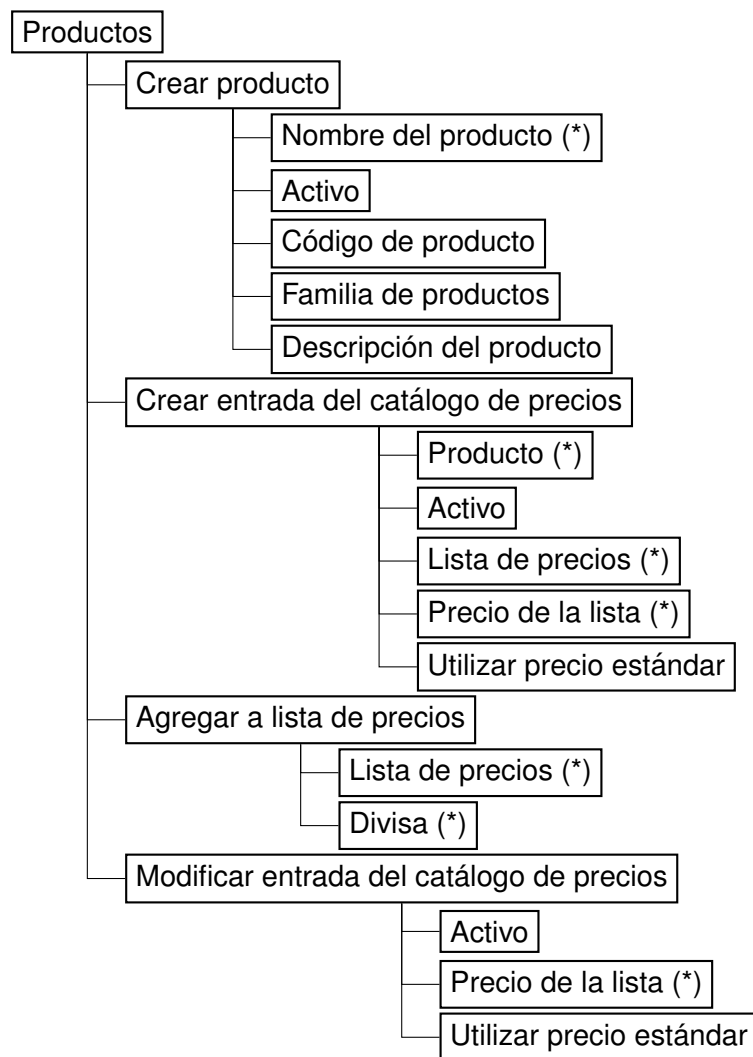 Productos
Crear producto
Nombre del producto (*)
Activo
Código de producto
Familia de productos
Descripción del producto
Crear entrada del catálogo de precios
Producto (*)
Activo
Lista de precios (*)
Precio de la lista (*)
Utilizar precio estándar
Agregar a lista de precios
Lista de precios (*)
Divisa (*)
Modificar entrada del catálogo de precios
Activo
Precio de la lista (*)
Utilizar precio estándar